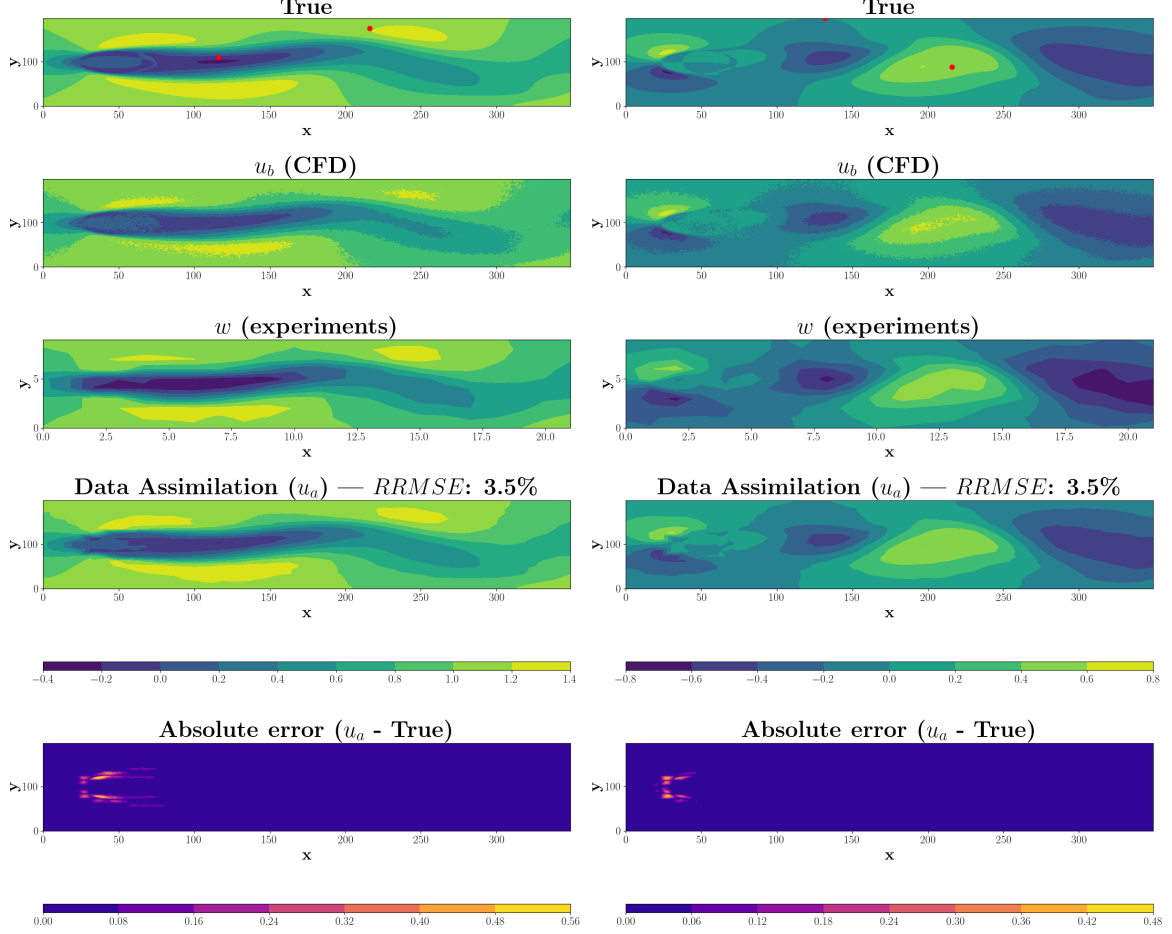 True True
100 100
0 0
y y
0 50 100 150 200 250 300 0 50 100 150 200 250 300
x x
u_b (CFD) u_b (CFD)
100 100
0 0
y y
0 50 100 150 200 250 300 0 50 100 150 200 250 300
x x
w (experiments) w (experiments)
5 5
0 0
y y
0.0 2.5 5.0 7.5 10.0 12.5 15.0 17.5 20.0 0.0 2.5 5.0 7.5 10.0 12.5 15.0 17.5 20.0
x x
Data Assimilation (u_a) — RRMSE: 3.5% Data Assimilation (u_a) — RRMSE: 3.5%
100 100
0 0
y y
0 50 100 150 200 250 300 0 50 100 150 200 250 300
x x
−0.4 −0.2 0.0 0.2 0.4 0.6 0.8 1.0 1.2 1.4 −0.8 −0.6 −0.4 −0.2 0.0 0.2 0.4 0.6 0.8
Absolute error (u_a - True) Absolute error (u_a - True)
100 100
0 0
y y
0 50 100 150 200 250 300 0 50 100 150 200 250 300
x x
0.00 0.08 0.16 0.24 0.32 0.40 0.48 0.56 0.00 0.06 0.12 0.18 0.24 0.30 0.36 0.42 0.48